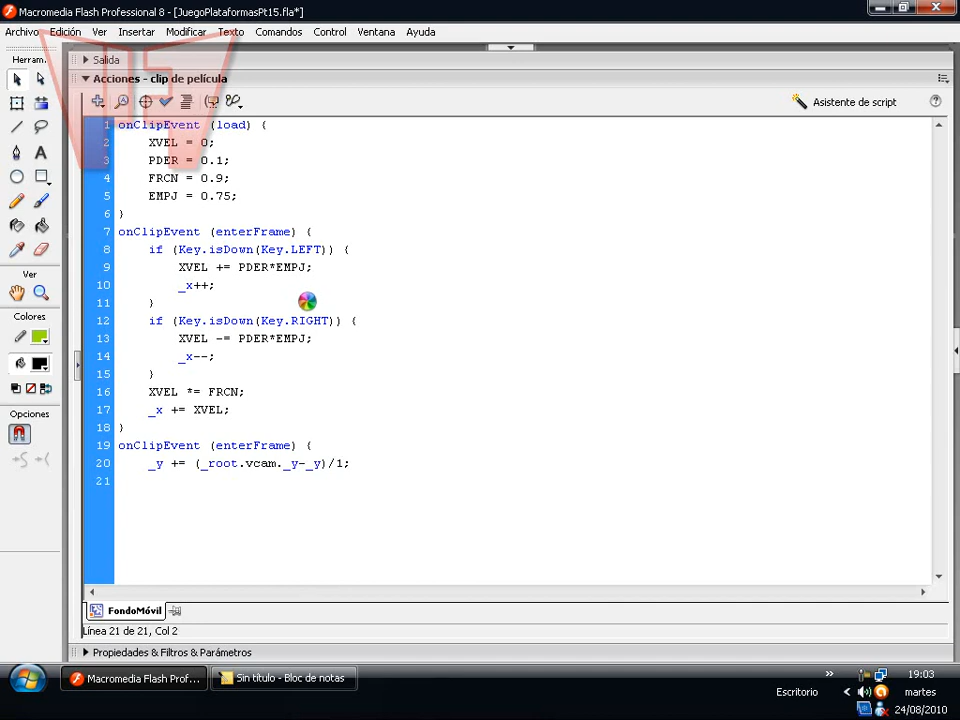 Macromedia Flash Professional 8 - [JuegoPlataformasPt15.fla*]
Archivo Edición Ver Insertar Modificar Texto Comandos Control Ventana Ayuda
Herram.
Salida
Acciones - clip de película
Asistente de script
1 onClipEvent (load) {
2 XVEL = 0;
3 PDER = 0.1;
4 FRCN = 0.9;
5 EMPJ = 0.75;
6 }
7 onClipEvent (enterFrame) {
8 if (Key.isDown(Key.LEFT)) {
9 XVEL += PDER*EMPJ;
10 _x++;
11 }
12 if (Key.isDown(Key.RIGHT)) {
13 XVEL -= PDER*EMPJ;
14 _x--;
15 }
16 XVEL *= FRCN;
17 _x += XVEL;
18 }
19 onClipEvent (enterFrame) {
20 _y += (_root.vcam._y-_y)/1;
21
Ver
Colores
Opciones
FondoMóvil
Línea 21 de 21, Col 2
Propiedades & Filtros & Parámetros
Macromedia Flash Prof...
Sin título - Bloc de notas
»
19:03
Escritorio
martes
24/08/2010